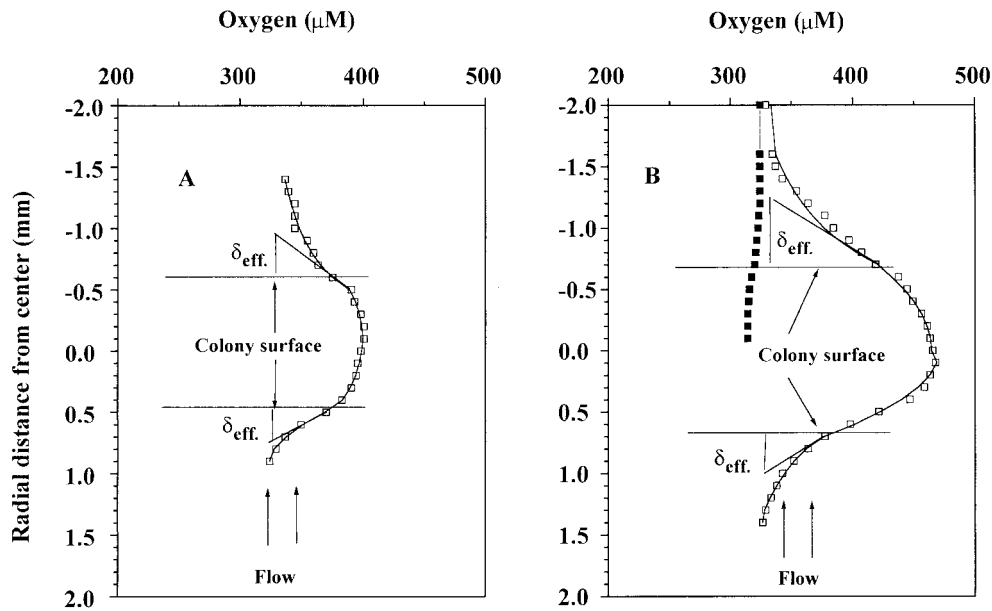 Oxygen (μM)
200 300 400 500
Radial distance from center (mm)
-2.0
-1.5
-1.0
-0.5
0.0
0.5
1.0
1.5
2.0
A
δeff.
Colony surface
δeff.
Flow
Oxygen (μM)
200 300 400 500
-2.0
-1.5
-1.0
-0.5
0.0
0.5
1.0
1.5
2.0
B
δeff.
Colony surface
δeff.
Flow